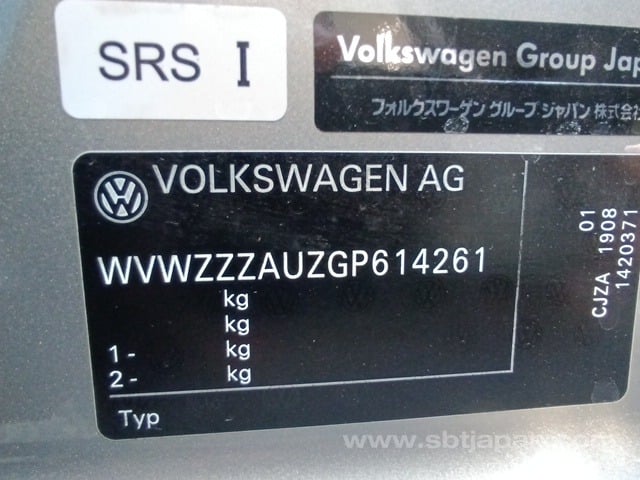 SRS I
Volkswagen Group Jap
フォルクスワーゲン グループ ジャパン 株式会社
VOLKSWAGEN AG
WVWZZZAUZGP614261
kg
kg
1- kg
2- kg
Typ
01
CJZA 1908
1420371
www.sbtjapan.com